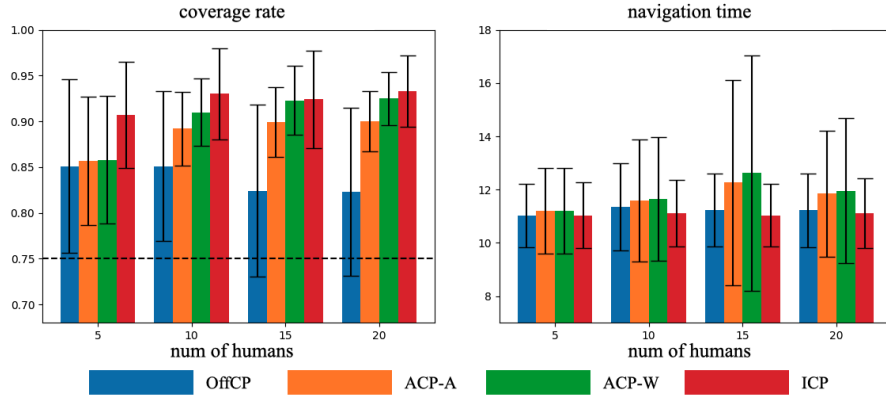 coverage rate
1.00
0.95
0.90
0.85
0.80
0.75
0.70
5
10
15
20
num of humans
navigation time
18
16
14
12
10
8
5
10
15
20
num of humans
OffCP
ACP-A
ACP-W
ICP